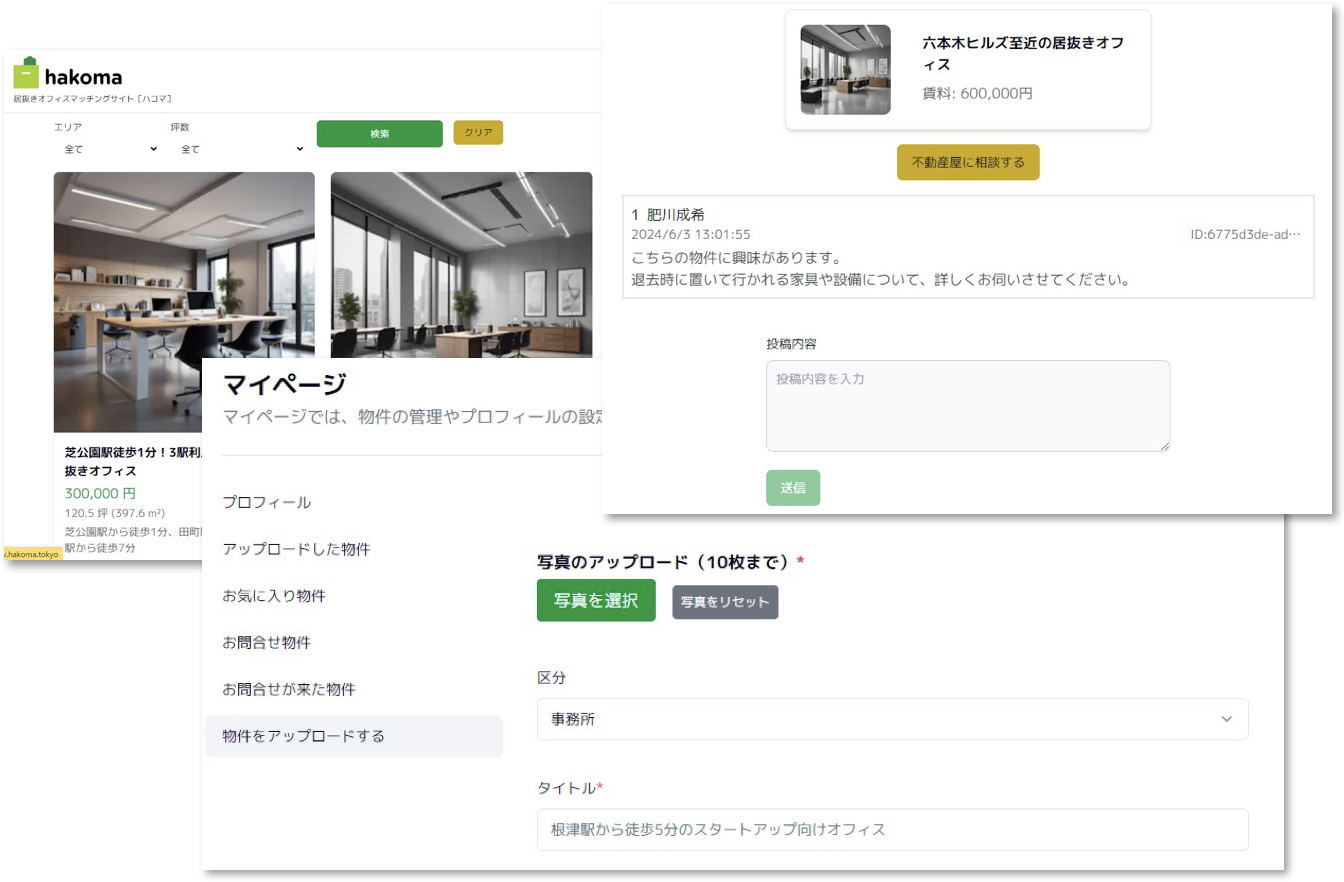 hakoma
居抜きオフィスマッチングサイト［ハコマ］
エリア
坪数
全て
全て
検索
クリア
芝公園駅徒歩1分！3駅利
抜きオフィス
300,000 円
120.5 坪 (397.6 m²)
芝公園駅から徒歩1分、田町
駅から徒歩7分
.hakoma.tokyo
六本木ヒルズ至近の居抜きオフ
ィス
賃料: 600,000円
不動産屋に相談する
1 肥川成希
2024/6/3 13:01:55
ID:6775d3de-ad…
こちらの物件に興味があります。
退去時に置いて行かれる家具や設備について、詳しくお伺いさせてください。
投稿内容
投稿内容を入力
送信
マイページ
マイページでは、物件の管理やプロフィールの設定
プロフィール
アップロードした物件
お気に入り物件
お問合せ物件
お問合せが来た物件
物件をアップロードする
写真のアップロード（10枚まで）*
写真を選択
写真をリセット
区分
事務所
タイトル*
根津駅から徒歩5分のスタートアップ向けオフィス